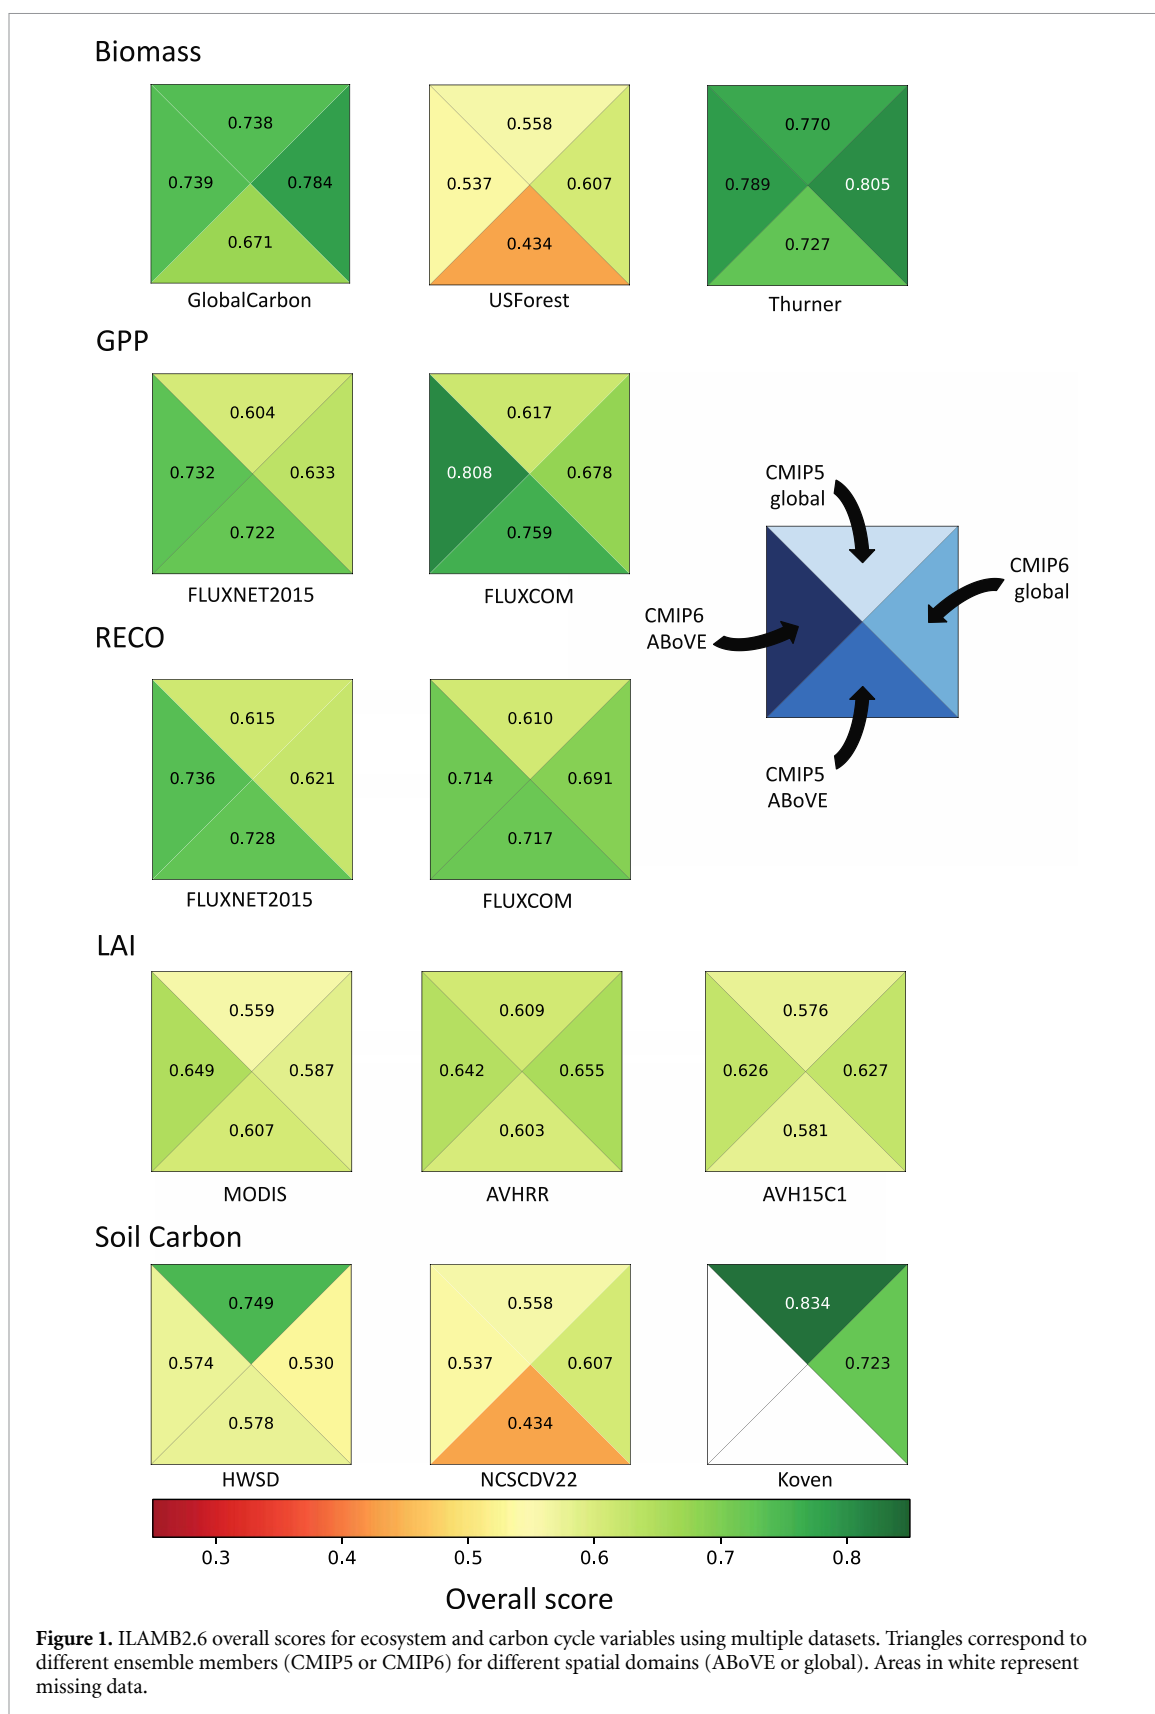 Biomass
0.738
0.739
0.784
0.671
GlobalCarbon
0.558
0.537
0.607
0.434
USForest
0.770
0.789
0.805
0.727
Thurner
GPP
0.604
0.732
0.633
0.722
FLUXNET2015
0.617
0.808
0.678
0.759
FLUXCOM
CMIP5
global
CMIP6
global
CMIP6
ABoVE
CMIP5
ABoVE
RECO
0.615
0.736
0.621
0.728
FLUXNET2015
0.610
0.714
0.691
0.717
FLUXCOM
LAI
0.559
0.649
0.587
0.607
MODIS
0.609
0.642
0.655
0.603
AVHRR
0.576
0.626
0.627
0.581
AVH15C1
Soil Carbon
0.749
0.574
0.530
0.578
HWSD
0.558
0.537
0.607
0.434
NCSCDV22
0.834
0.723
Koven
0.3 0.4 0.5 0.6 0.7 0.8
Overall score
Figure 1. ILAMB2.6 overall scores for ecosystem and carbon cycle variables using multiple datasets. Triangles correspond to
different ensemble members (CMIP5 or CMIP6) for different spatial domains (ABoVE or global). Areas in white represent
missing data.